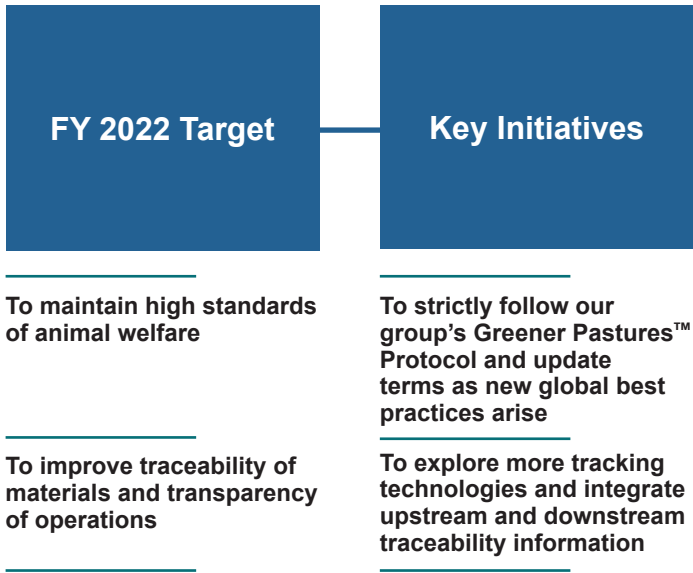 FY 2022 Target
Key Initiatives
To maintain high standards
of animal welfare
To strictly follow our
group's Greener Pastures™
Protocol and update
terms as new global best
practices arise
To improve traceability of
materials and transparency
of operations
To explore more tracking
technologies and integrate
upstream and downstream
traceability information